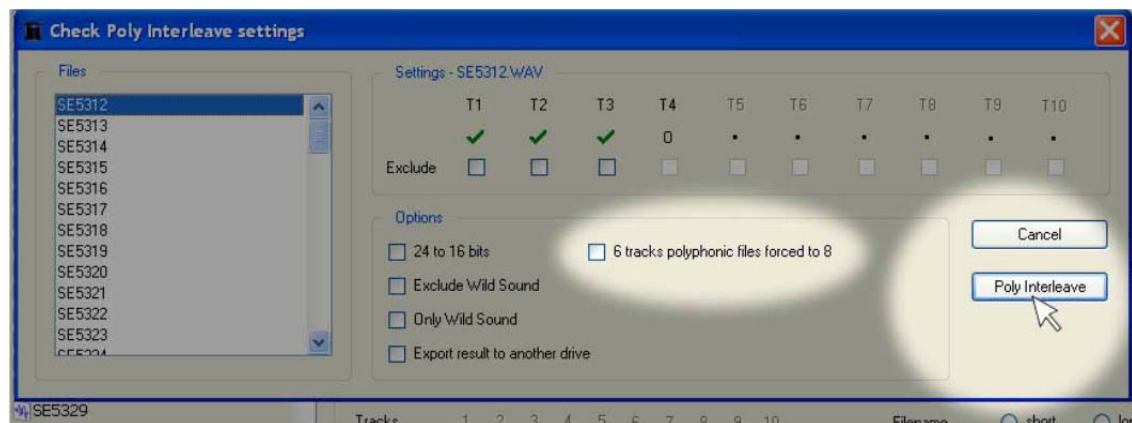 Check Poly Interleave settings
Files
SE5312
SE5313
SE5314
SE5315
SE5316
SE5317
SE5318
SE5319
SE5320
SE5321
SE5322
SE5323
Settings - SE5312.WAV
T1 T2 T3 T4 T5 T6 T7 T8 T9 T10
0
Exclude
Options
24 to 16 bits
6 tracks polyphonic files forced to 8
Exclude Wild Sound
Only Wild Sound
Export result to another drive
Cancel
Poly Interleave
SE5329
Tracks 1 2 3 4 5 6 7 8 9 10 Filename short